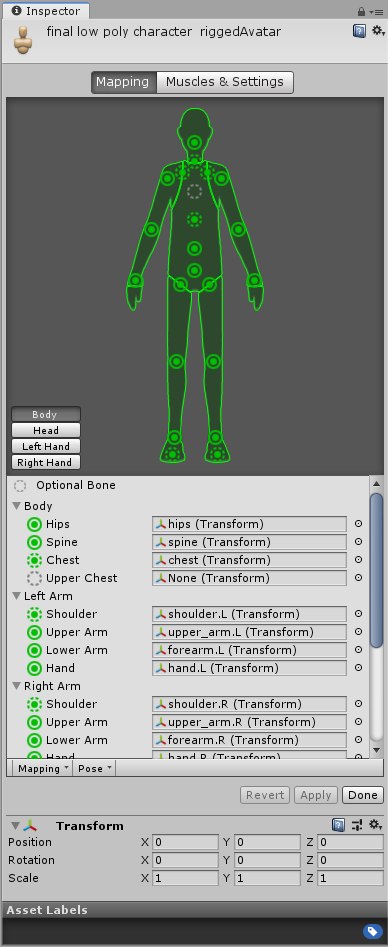 Inspector
final low poly character riggedAvatar
Mapping Muscles & Settings
Body
Head
Left Hand
Right Hand
Optional Bone
Body
Hips hips (Transform)
Spine spine (Transform)
Chest chest (Transform)
Upper Chest None (Transform)
Left Arm
Shoulder shoulder.L (Transform)
Upper Arm upper_arm.L (Transform)
Lower Arm forearm.L (Transform)
Hand hand.L (Transform)
Right Arm
Shoulder shoulder.R (Transform)
Upper Arm upper_arm.R (Transform)
Lower Arm forearm.R (Transform)
Hand hand.R (Transform)
Mapping Pose
Revert Apply Done
Transform
Position X 0 Y 0 Z 0
Rotation X 0 Y 0 Z 0
Scale X 1 Y 1 Z 1
Asset Labels